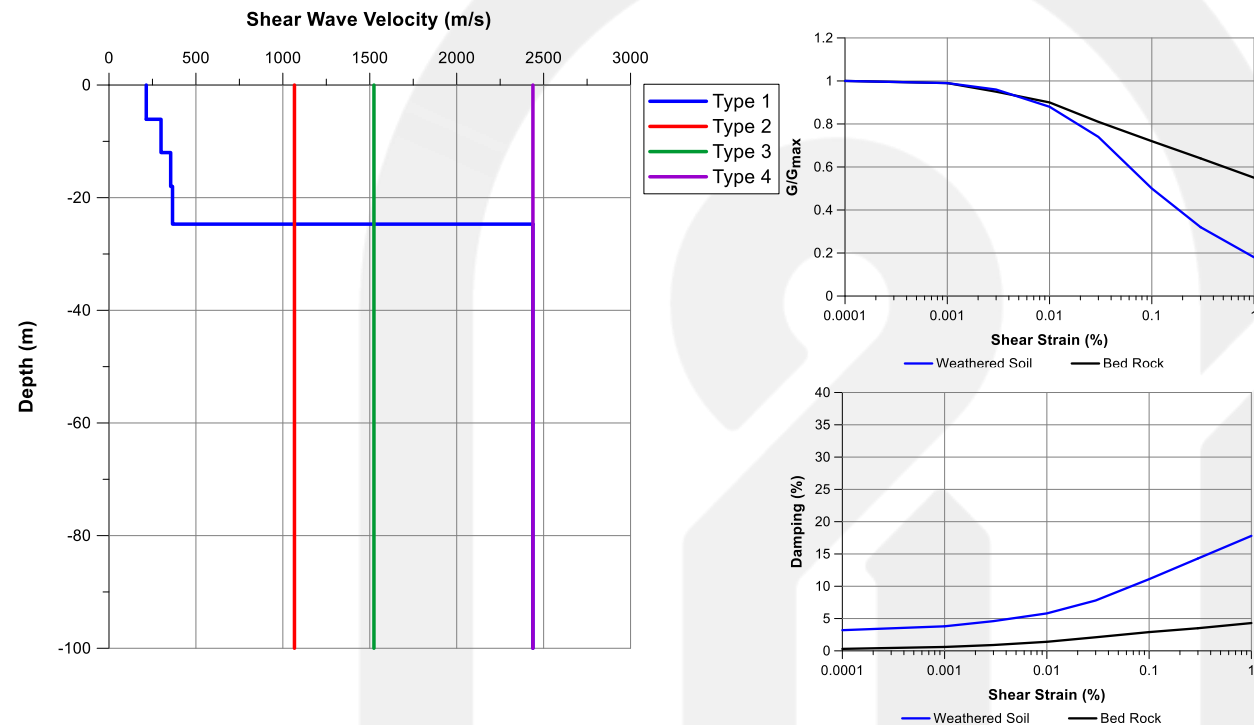 Shear Wave Velocity (m/s)
0 500 1000 1500 2000 2500 3000
0
-20
-40
-60
-80
-100
Depth (m)
Type 1
Type 2
Type 3
Type 4
1.2
1
0.8
0.6
0.4
0.2
0
G/Gmax
0.0001 0.001 0.01 0.1 1
Shear Strain (%)
Weathered Soil Bed Rock
40
35
30
25
20
15
10
5
0
Damping (%)
0.0001 0.001 0.01 0.1 1
Shear Strain (%)
Weathered Soil Bed Rock